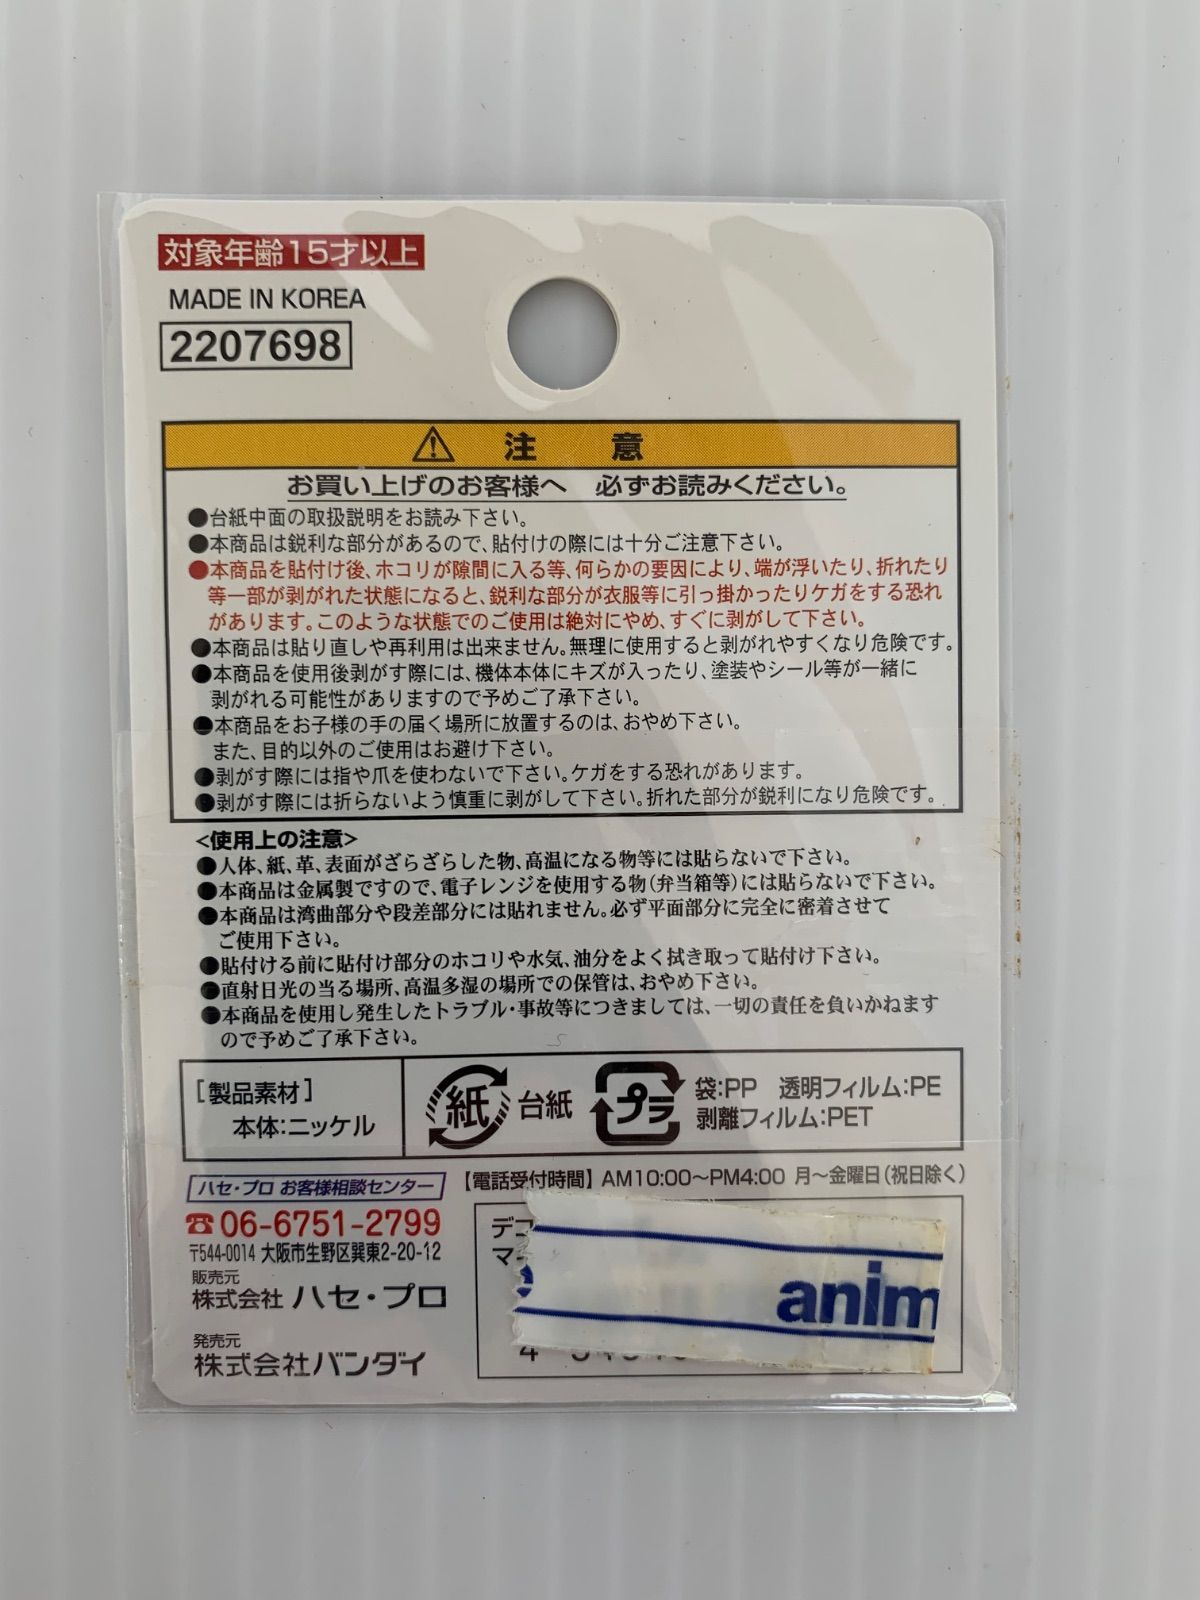 対象年齢15才以上
MADE IN KOREA
2207698
注 意
お買い上げのお客様へ 必ずお読みください。
●台紙中面の取扱説明をお読み下さい。
●本商品は鋭利な部分があるので、貼付けの際には十分ご注意下さい。
●本商品を貼付け後、ホコリが隙間に入る等、何らかの要因により、端が浮いたり、折れたり
等一部が剥がれた状態になると、鋭利な部分が衣服等に引っ掛かったりケガをする恐れ
があります。このような状態でのご使用は絶対にやめ、すぐに剥がして下さい。
●本商品は貼り直しや再利用は出来ません。無理に使用すると剥がれやすくなり危険です。
●本商品を使用後剥がす際には、機体本体にキズが入ったり、塗装やシール等が一緒に
剥がれる可能性がありますので予めご了承下さい。
●本商品をお子様の手の届く場所に放置するのは、おやめ下さい。
また、目的以外のご使用はお避け下さい。
●剥がす際には指や爪を使わないで下さい。ケガをする恐れがあります。
●剥がす際には折らないよう慎重に剥がして下さい。折れた部分が鋭利になり危険です。
<使用上の注意>
●人体、紙、革、表面がざらざらした物、高温になる物等には貼らないで下さい。
●本商品は金属製ですので、電子レンジを使用する物(弁当箱等)には貼らないで下さい。
●本商品は湾曲部分や段差部分には貼れません。必ず平面部分に完全に密着させて
ご使用下さい。
●貼付ける前に貼付け部分のホコリや水気、油分をよく拭き取って貼付け下さい。
●直射日光の当る場所、高温多湿の場所での保管は、おやめ下さい。
●本商品を使用し発生したトラブル・事故等につきましては、一切の責任を負いかねます
ので予めご了承下さい。
[製品素材]
本体:ニッケル
紙 台紙
プラ
袋:PP 透明フィルム:PE
剥離フィルム:PET
ハセ・プロ お客様相談センター
【電話受付時間】AM10:00〜PM4:00 月〜金曜日(祝日除く)
☎06-6751-2799
〒544-0014 大阪市生野区巽東2-20-12
販売元
株式会社 ハセ・プロ
発売元
株式会社バンダイ
デコ
マ
anim
4